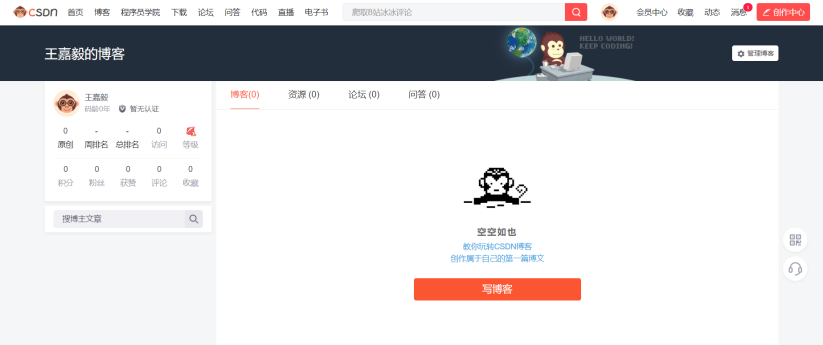 CSDN 首页 博客 程序员学院 下载 论坛 问答 代码 直播 电子书 爬取B站冰冰评论 会员中心 收藏 动态 消息 1 创作中心
王嘉毅的博客
HELLO WORLD!
KEEP CODING!
管理博客
王嘉毅
码龄0年 暂无认证
0 - - 0
原创 周排名 总排名 访问 等级
0 0 0 0 0
积分 粉丝 获赞 评论 收藏
搜博主文章
博客(0) 资源 (0) 论坛 (0) 问答 (0)
空空如也
教你玩转CSDN博客
创作属于自己的第一篇博文
写博客